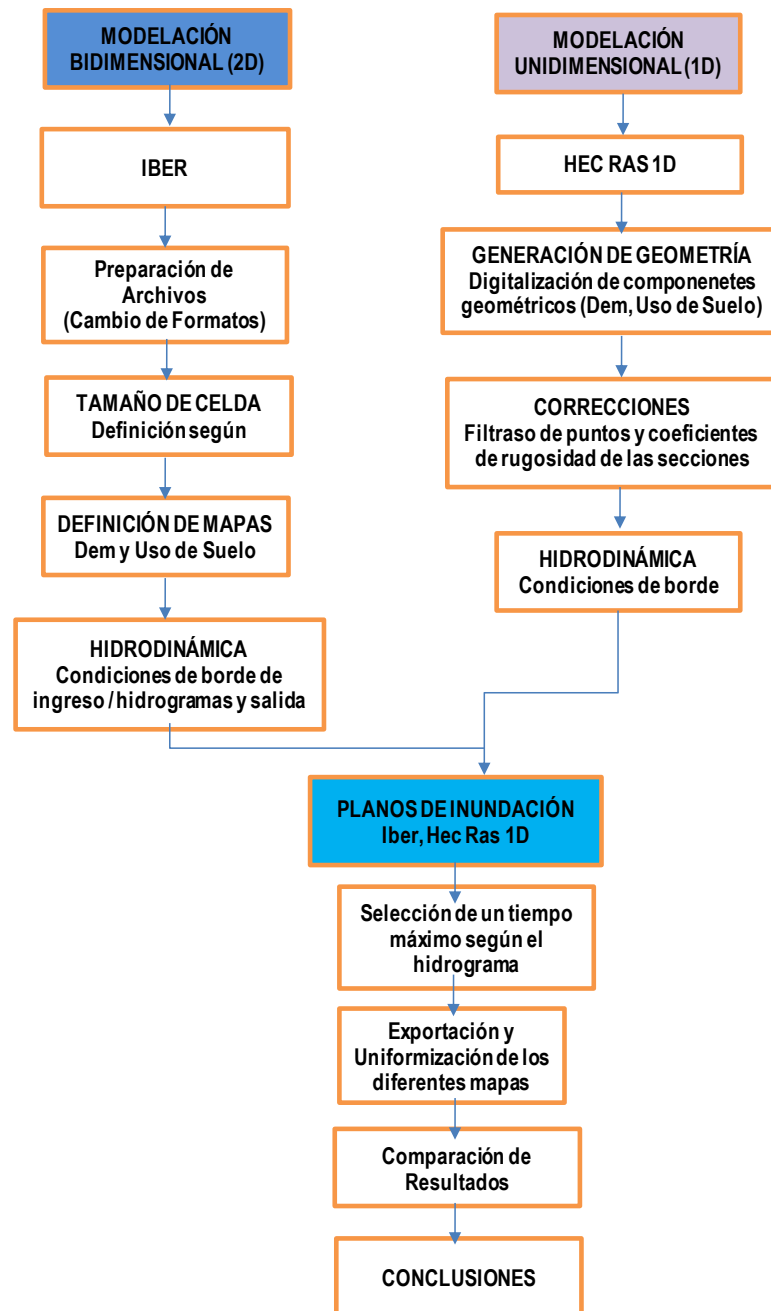 MODELACIÓN
BIDIMENSIONAL (2D)
IBER
Preparación de
Archivos
(Cambio de Formatos)
TAMAÑO DE CELDA
Definición según
DEFINICIÓN DE MAPAS
Dem y Uso de Suelo
HIDRODINÁMICA
Condiciones de borde de
ingreso / hidrogramas y salida
MODELACIÓN
UNIDIMENSIONAL (1D)
HEC RAS 1D
GENERACIÓN DE GEOMETRÍA
Digitalización de componenetes
geométricos (Dem, Uso de Suelo)
CORRECCIONES
Filtraso de puntos y coeficientes
de rugosidad de las secciones
HIDRODINÁMICA
Condiciones de borde
PLANOS DE INUNDACIÓN
Iber, Hec Ras 1D
Selección de un tiempo
máximo según el
hidrograma
Exportación y
Uniformización de los
diferentes mapas
Comparación de
Resultados
CONCLUSIONES